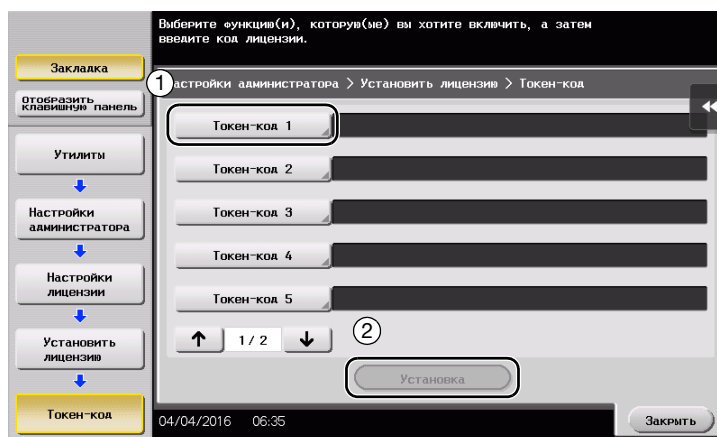 Выберите функцию(и), которую(ые) вы хотите включить, а затем
введите код лицензии.
Закладка
Отобразить
клавишную панель
Утилиты
Настройки
администратора
Настройки
лицензии
Установить
лицензию
Токен-код
1
астройки администратора > Установить лицензию > Токен-код
Токен-код 1
Токен-код 2
Токен-код 3
Токен-код 4
Токен-код 5
1/ 2
2
Установка
04/04/2016 06:35
Закрыть